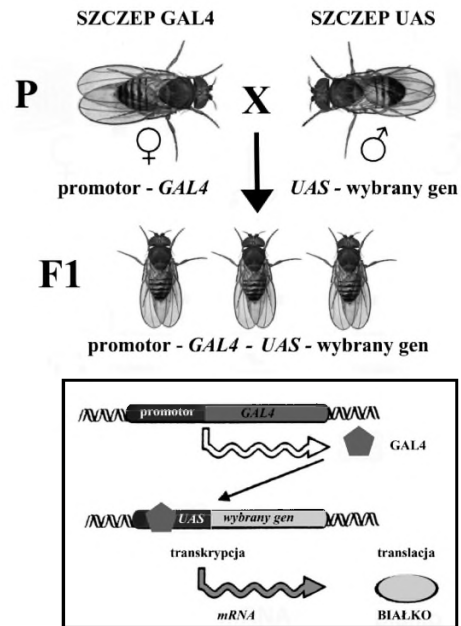 SZCZEP GAL4 SZCZEP UAS
P X
♀ ♂
promotor - GAL4 UAS - wybrany gen
F1
promotor - GAL4 - UAS - wybrany gen
promotor GAL4
GAL4
UAS wybrany gen
transkrypcja translacja
mRNA BIAŁKO